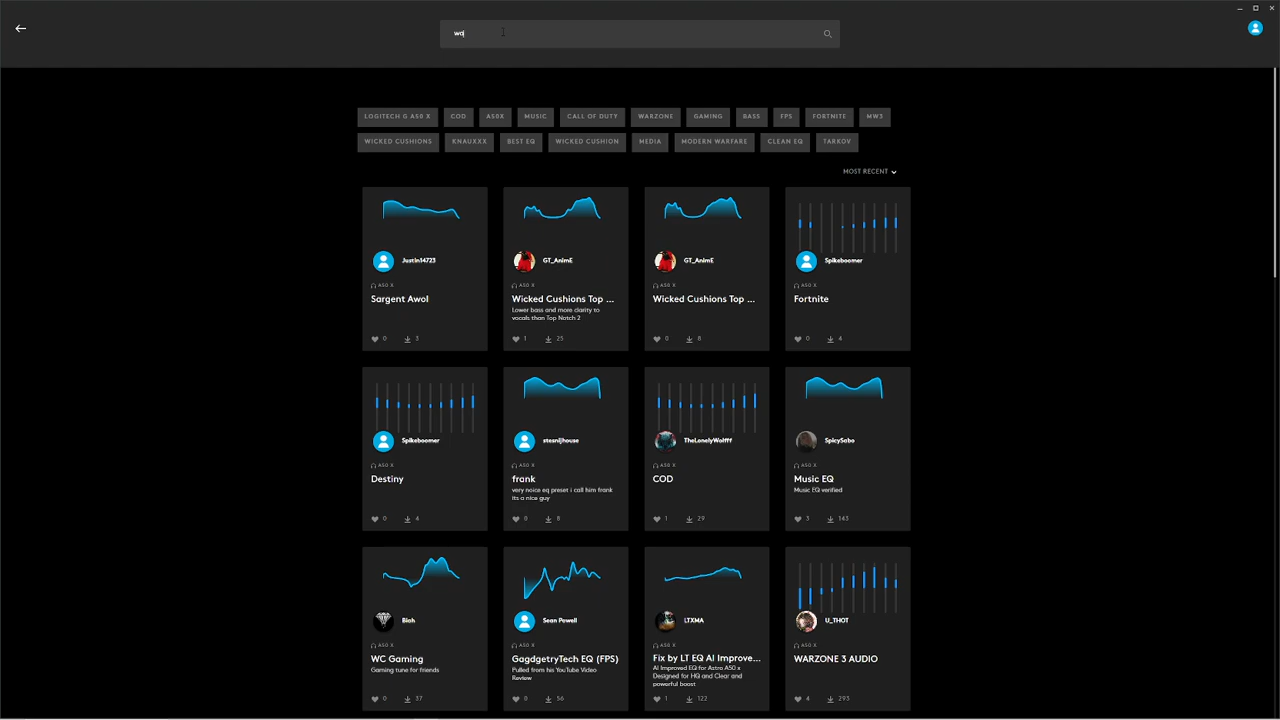 wa
LOGITECH G A50 X COD A50X MUSIC CALL OF DUTY WARZONE GAMING BASS FPS FORTNITE MW3
WICKED CUSHIONS KNAUXXX BEST EQ WICKED CUSHION MEDIA MODERN WARFARE CLEAN EQ TARKOV
MOST RECENT
Justin14723
A50 X
Sargent Awol
0 3
GT_AnimE
A50 X
Wicked Cushions Top ...
Lower bass and more clarity to
vocals than Top Notch 2
1 25
GT_AnimE
A50 X
Wicked Cushions Top ...
0 8
Spikeboomer
A50 X
Fortnite
0 4
Spikeboomer
A50 X
Destiny
0 4
stesnljhouse
A50 X
frank
very noice eq preset i call him frank
its a nice guy
0 8
TheLonelyWolfff
A50 X
COD
1 29
SpicySabo
A50 X
Music EQ
Music EQ verified
3 143
Biah
A50 X
WC Gaming
Gaming tune for friends
0 37
Sean Powell
A50 X
GagdgetryTech EQ (FPS)
Pulled from his YouTube Video
Review
0 56
LTXMA
A50 X
Fix by LT EQ AI Improve...
AI Improved EQ for Astro A50 x
Designed for HQ and Clear and
powerful boost
1 122
U_THOT
A50 X
WARZONE 3 AUDIO
4 293